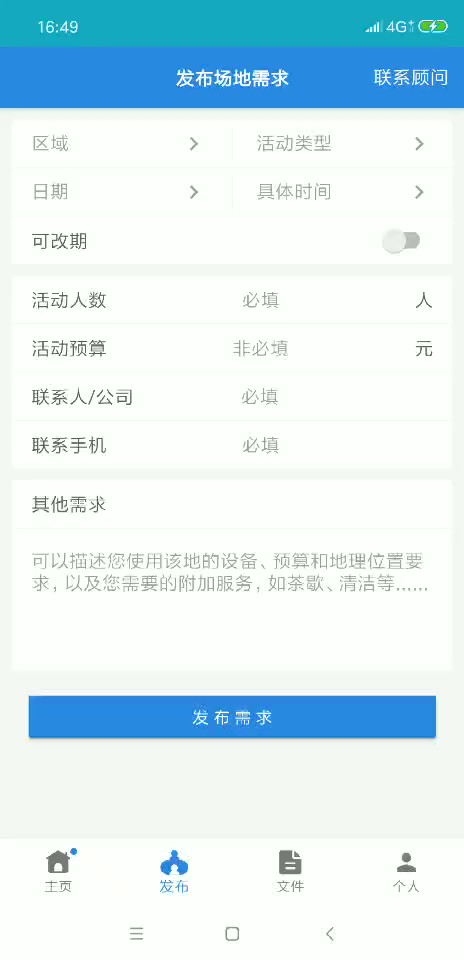 16:49 4G
发布场地需求 联系顾问
区域 活动类型
日期 具体时间
可改期
活动人数 必填 人
活动预算 非必填 元
联系人/公司 必填
联系手机 必填
其他需求
可以描述您使用该地的设备、预算和地理位置要
求，以及您需要的附加服务，如茶歇、清洁等……
发布需求
主页 发布 文件 个人